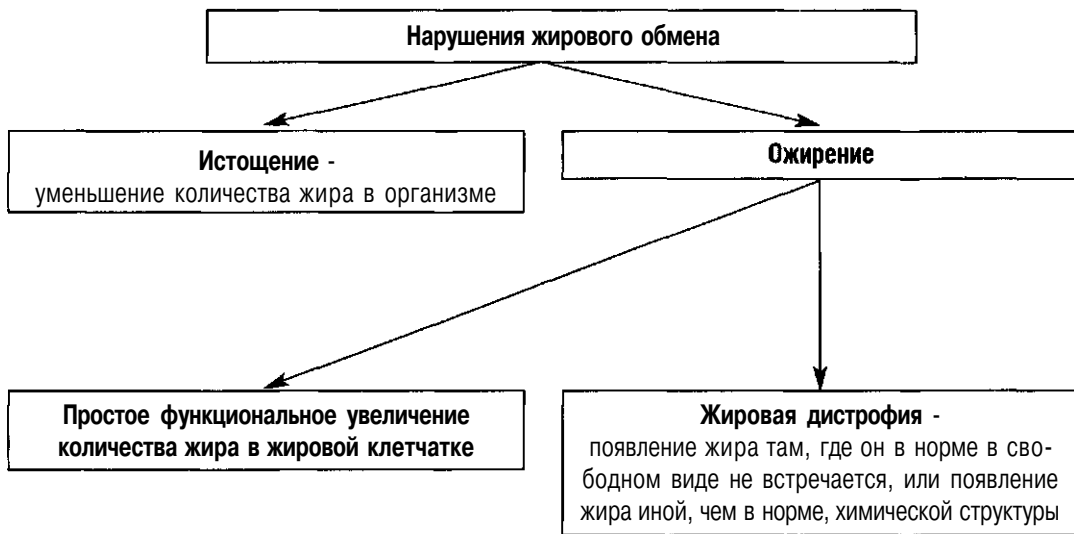 Нарушения жирового обмена
Истощение -
уменьшение количества жира в организме
Ожирение
Простое функциональное увеличение
количества жира в жировой клетчатке
Жировая дистрофия -
появление жира там, где он в норме в сво-
бодном виде не встречается, или появление
жира иной, чем в норме, химической структуры